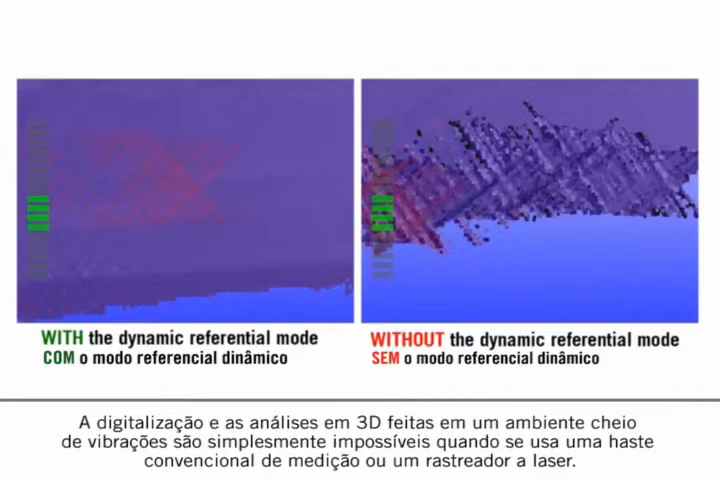 WITH the dynamic referential mode
COM o modo referencial dinâmico
WITHOUT the dynamic referential mode
SEM o modo referencial dinâmico
A digitalização e as análises em 3D feitas em um ambiente cheio
de vibrações são simplesmente impossíveis quando se usa uma haste
convencional de medição ou um rastreador a laser.